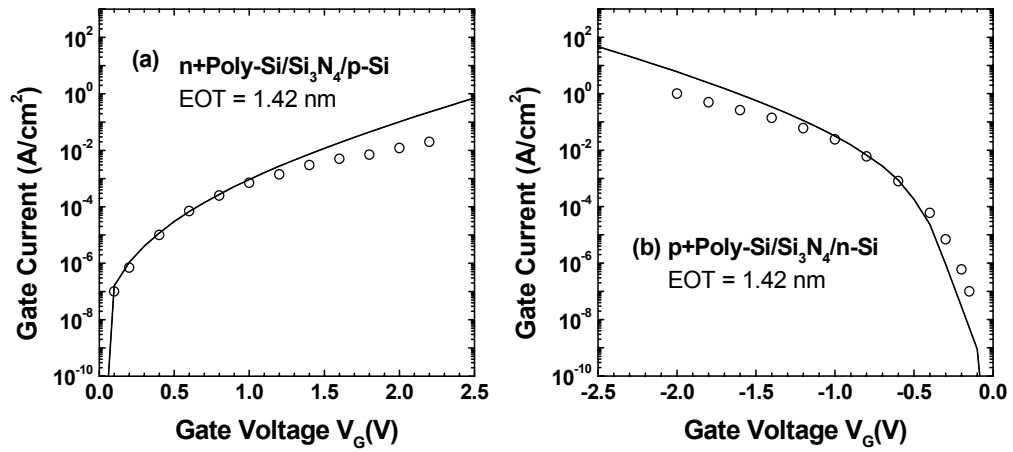 (a) n+Poly-Si/Si₃N₄/p-Si
EOT = 1.42 nm
Gate Current (A/cm²)
10²
10⁰
10⁻²
10⁻⁴
10⁻⁶
10⁻⁸
10⁻¹⁰
0.0 0.5 1.0 1.5 2.0 2.5
Gate Voltage V_G(V)
(b) p+Poly-Si/Si₃N₄/n-Si
EOT = 1.42 nm
Gate Current (A/cm²)
10²
10⁰
10⁻²
10⁻⁴
10⁻⁶
10⁻⁸
10⁻¹⁰
-2.5 -2.0 -1.5 -1.0 -0.5 0.0
Gate Voltage V_G(V)